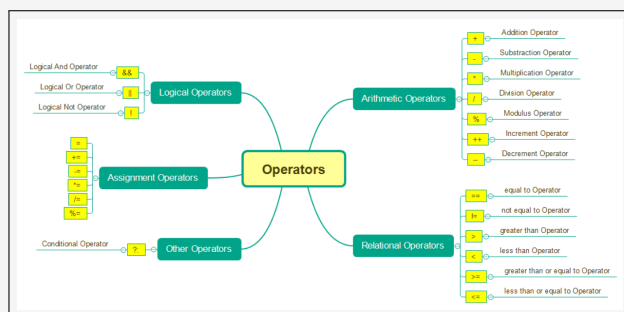 Operators
Logical Operators
&& Logical And Operator
|| Logical Or Operator
! Logical Not Operator
Assignment Operators
=
+=
-=
*=
/=
%=
Other Operators
? Conditional Operator
Arithmetic Operators
+ Addition Operator
- Substraction Operator
* Multiplication Operator
/ Division Operator
% Modulus Operator
++ Increment Operator
-- Decrement Operator
Relational Operators
== equal to Operator
!= not equal to Operator
> greater than Operator
< less than Operator
>= greater than or equal to Operator
<= less than or equal to Operator